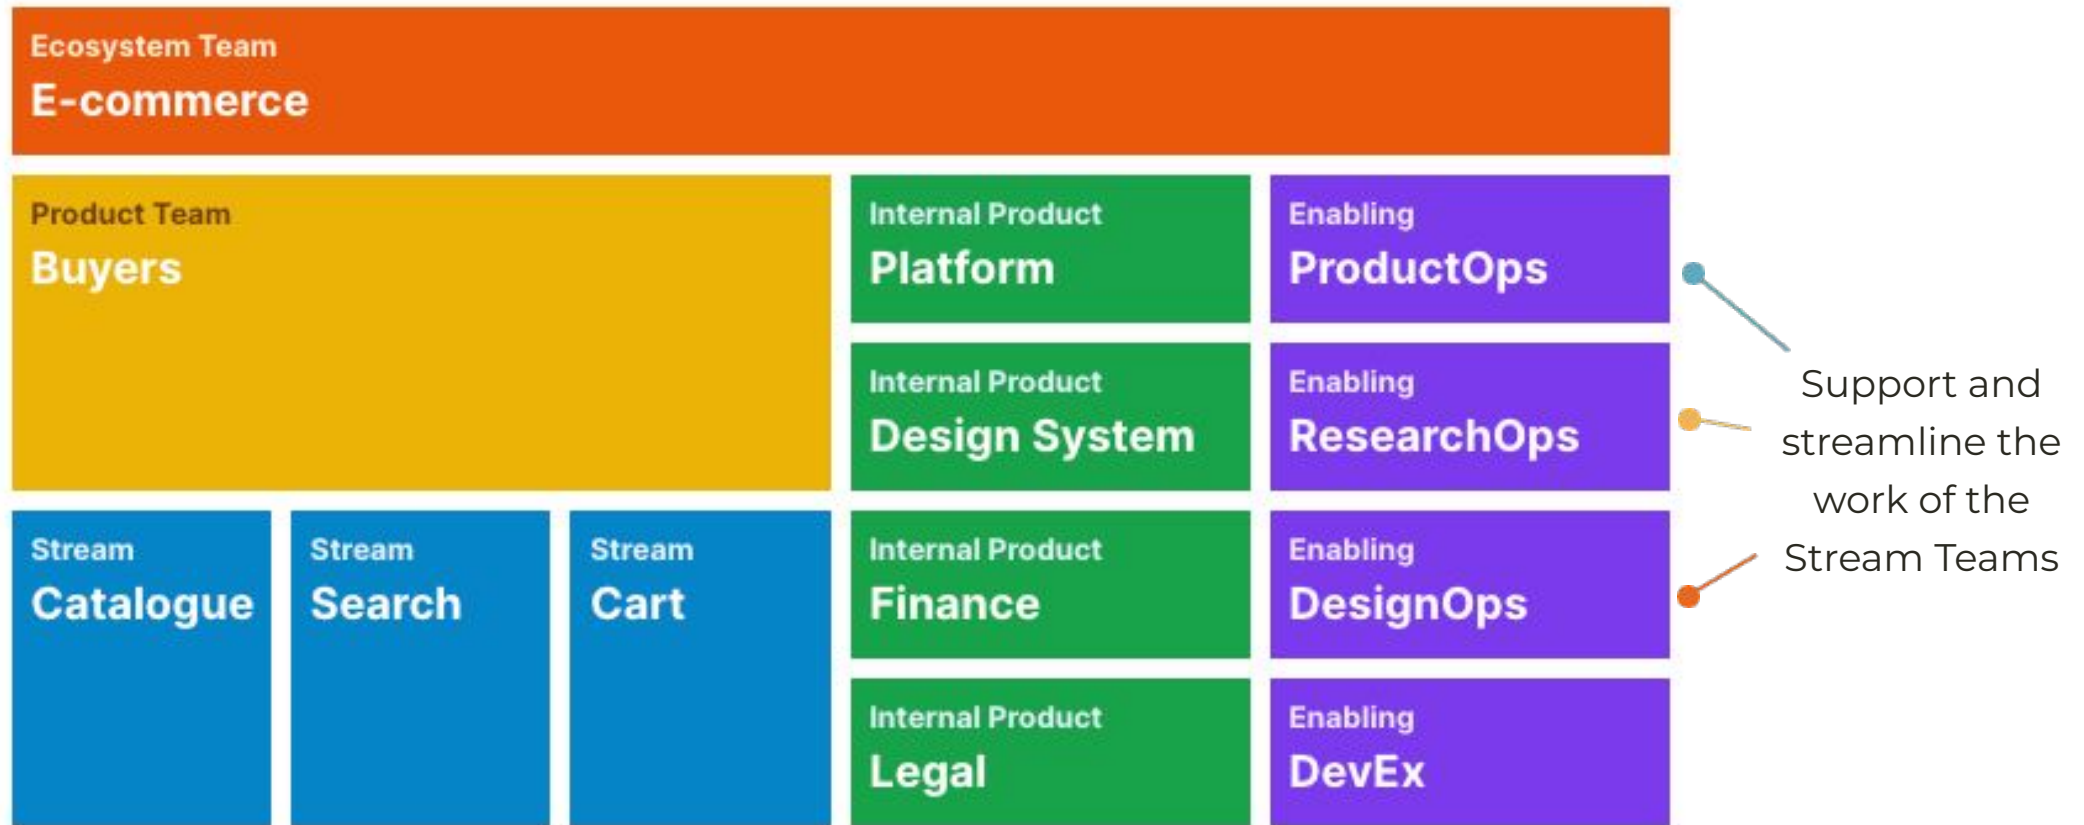 Ecosystem Team
E-commerce
Product Team
Buyers
Internal Product
Platform
Enabling
ProductOps
Internal Product
Design System
Enabling
ResearchOps
Stream
Catalogue
Stream
Search
Stream
Cart
Internal Product
Finance
Enabling
DesignOps
Internal Product
Legal
Enabling
DevEx
Support and
streamline the
work of the
Stream Teams